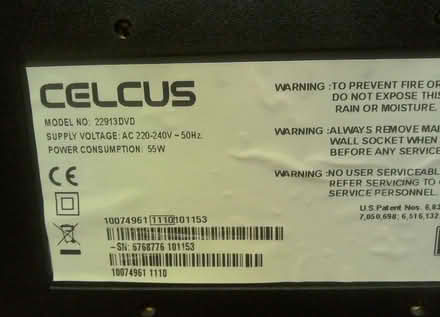 CELCUS
MODEL NO: 22913DVD
SUPPLY VOLTAGE: AC 220-240V ~ 50Hz.
POWER CONSUMPTION: 55W
CE
10074961 1110 101153
-SN: 6768776 101153
10074961 1110
WARNING :TO PREVENT FIRE OR
DO NOT EXPOSE THIS
RAIN OR MOISTURE.
WARNING :ALWAYS REMOVE MA
WALL SOCKET WHEN
BEFORE ANY SERVICE
WARNING :NO USER SERVICEABL
REFER SERVICING TO
SERVICE PERSONNEL.
U.S.Patent Nos. 6,83
7,050,698; 6,516,132